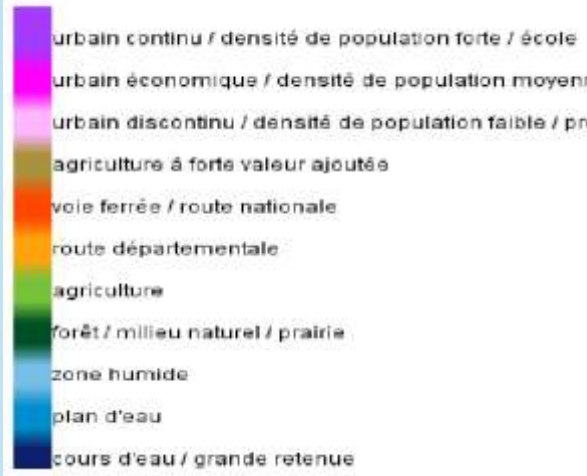 urbain continu / densité de population forte / école
urbain économique / densité de population moyenn
urbain discontinu / densité de population faible / pr
agriculture á forte valeur ajoutée
voie ferrée / route nationale
route départementale
agriculture
forêt / milieu naturel / prairie
zone humide
plan d'eau
cours d'eau / grande retenue